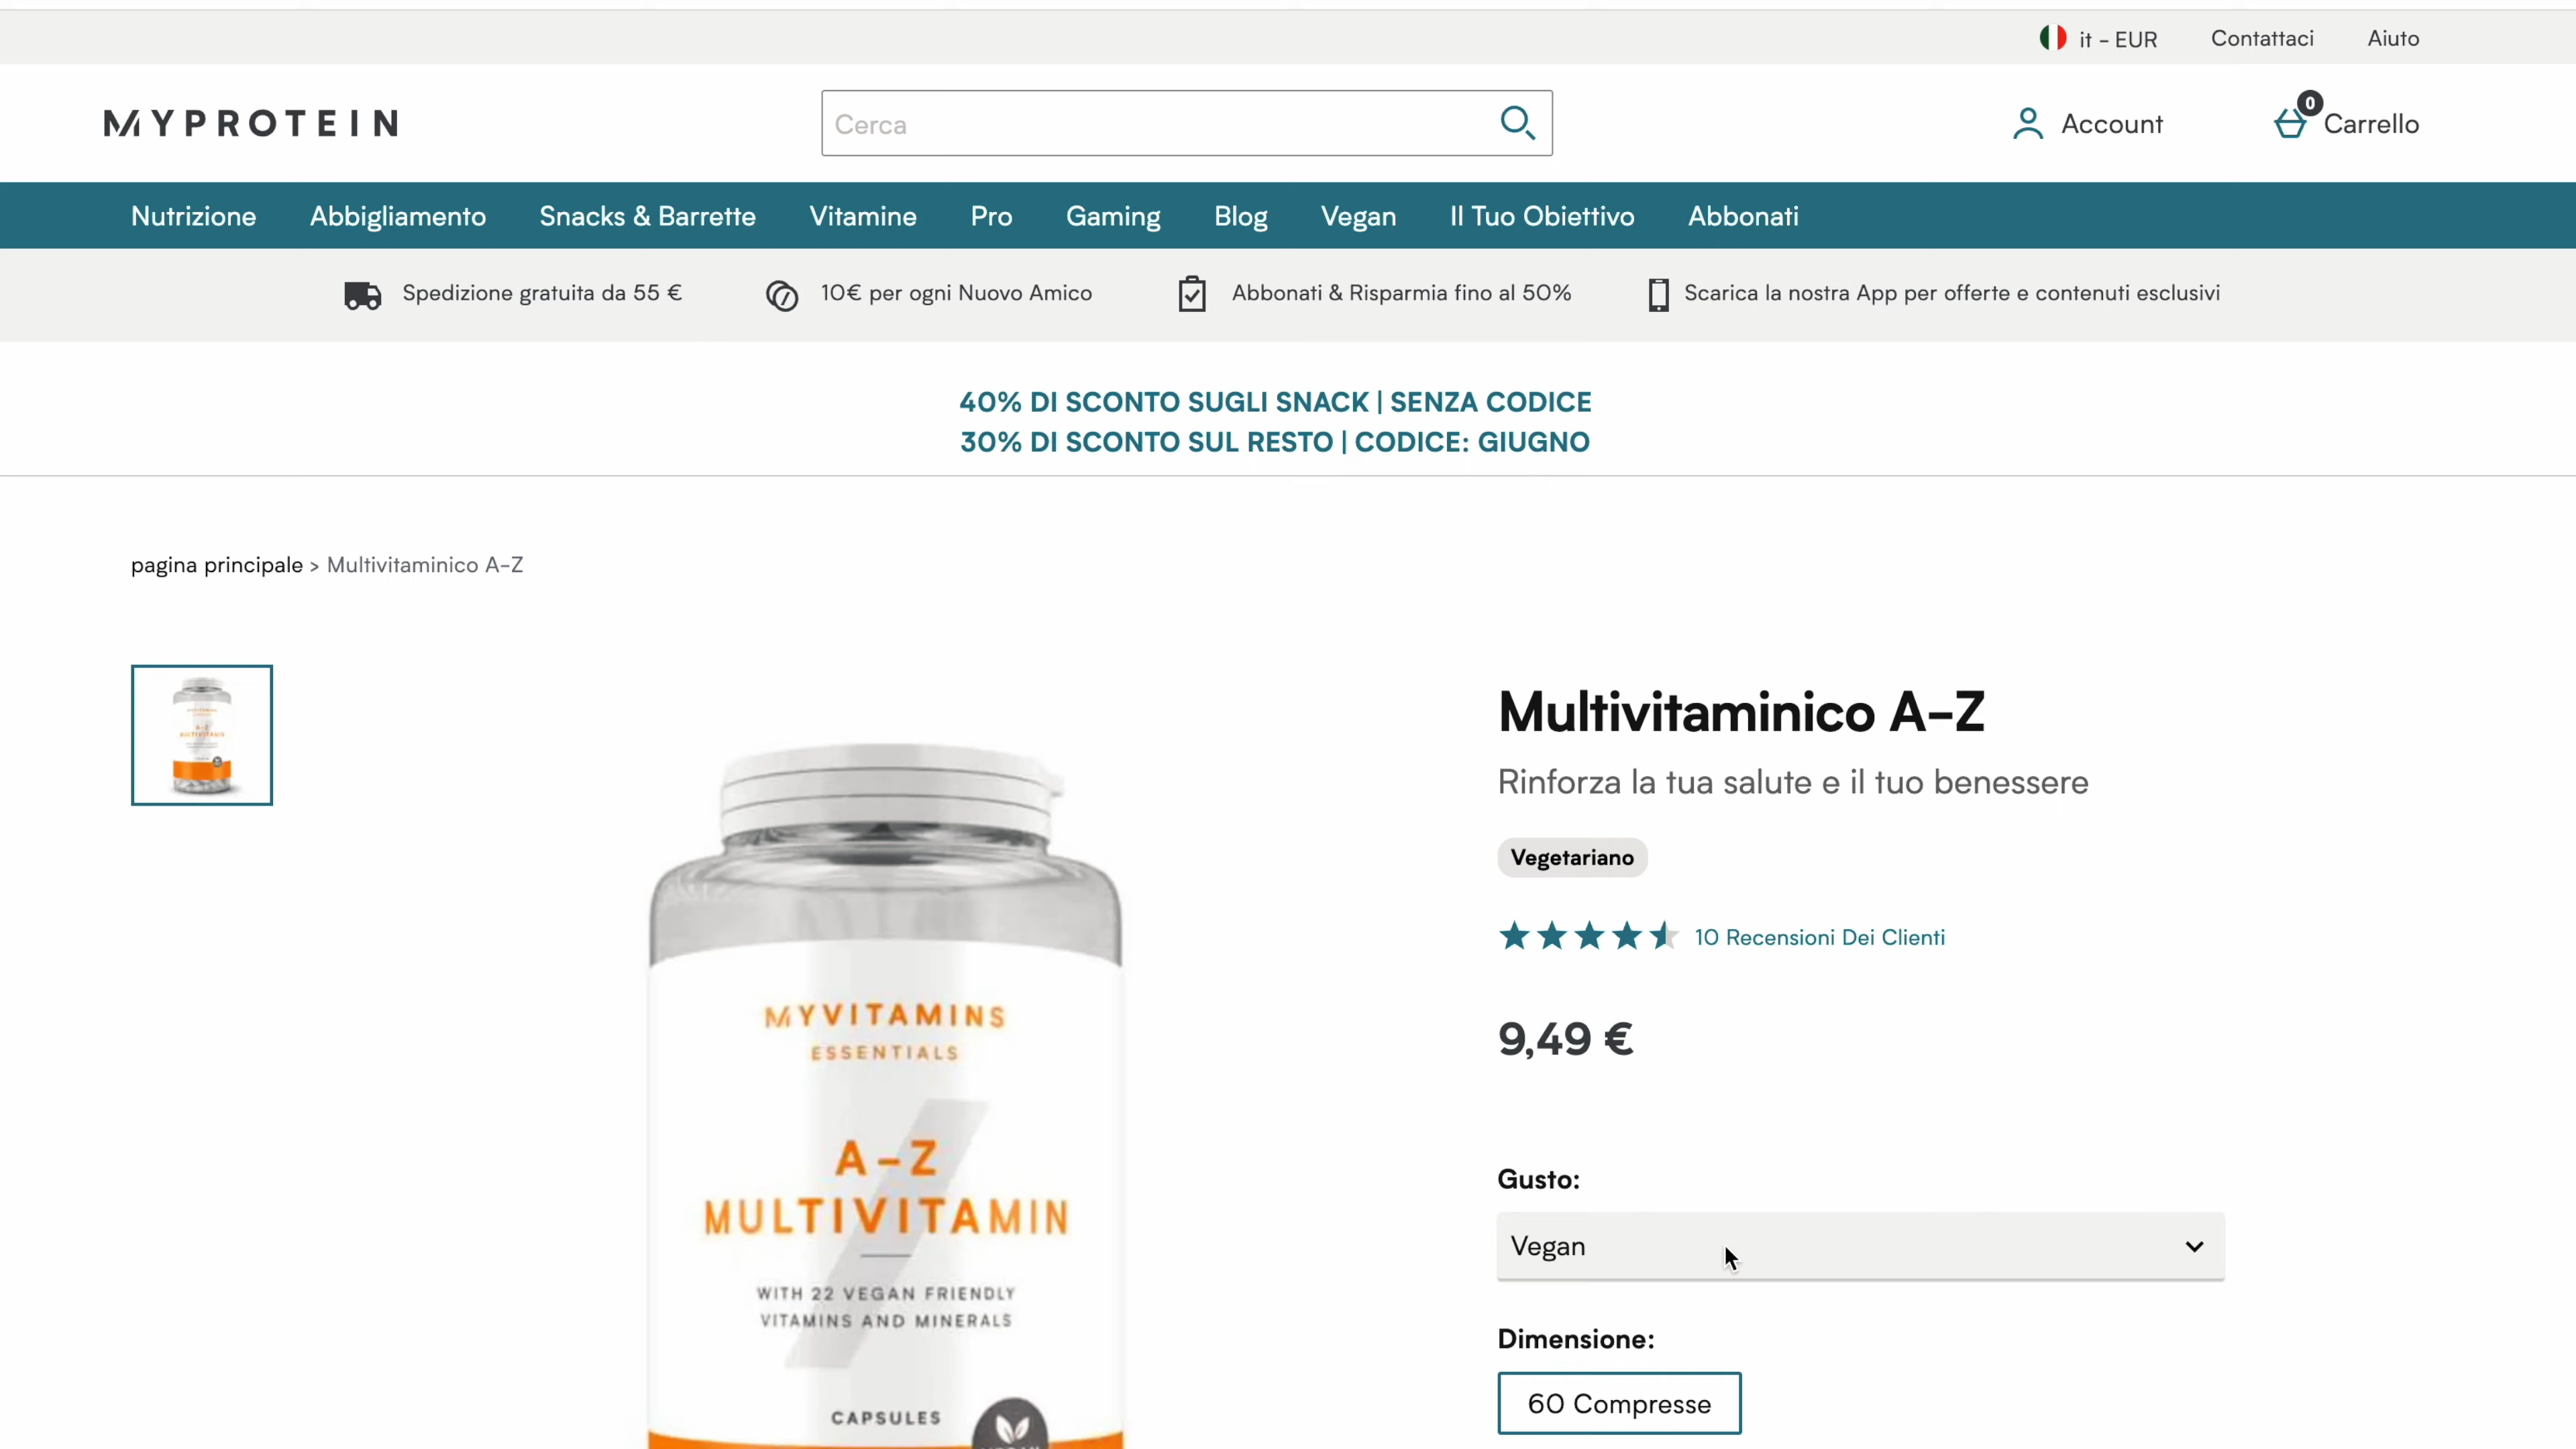 it - EUR
Contattaci
Aiuto
MYPROTEIN
Cerca
Account
0
Carrello
Nutrizione
Abbigliamento
Snacks & Barrette
Vitamine
Pro
Gaming
Blog
Vegan
Il Tuo Obiettivo
Abbonati
Spedizione gratuita da 55 €
10€ per ogni Nuovo Amico
Abbonati & Risparmia fino al 50%
Scarica la nostra App per offerte e contenuti esclusivi
40% DI SCONTO SUGLI SNACK | SENZA CODICE
30% DI SCONTO SUL RESTO | CODICE: GIUGNO
pagina principale > Multivitaminico A-Z
A-Z
MULTIVITAMIN
MYVITAMINS
ESSENTIALS
A-Z
MULTIVITAMIN
WITH 22 VEGAN FRIENDLY
VITAMINS AND MINERALS
CAPSULES
Multivitaminico A-Z
Rinforza la tua salute e il tuo benessere
Vegetariano
10 Recensioni Dei Clienti
9,49 €
Gusto:
Vegan
Dimensione:
60 Compresse